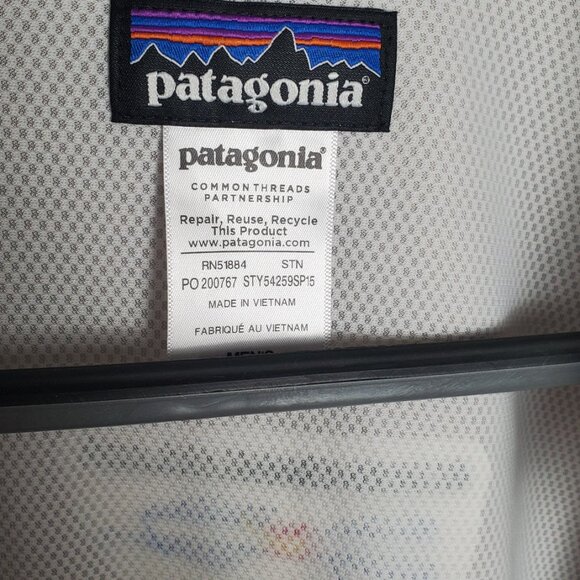 patagonia
patagonia®
COMMON THREADS
PARTNERSHIP
Repair, Reuse, Recycle
This Product
www.patagonia.com
RN51884 STN
PO 200767 STY54259SP15
MADE IN VIETNAM
FABRIQUÉ AU VIETNAM
MEN'S